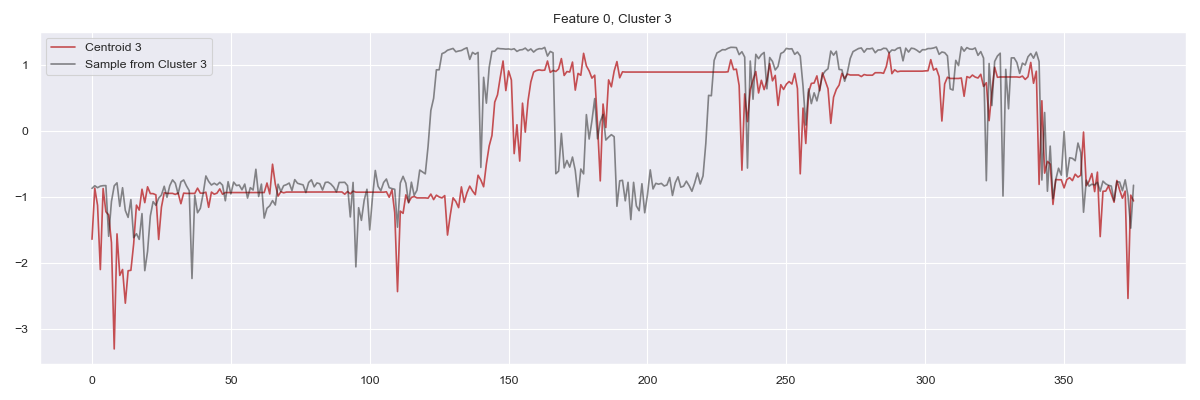 Feature 0, Cluster 3
Centroid 3
Sample from Cluster 3
1
0
−1
−2
−3
0 50 100 150 200 250 300 350